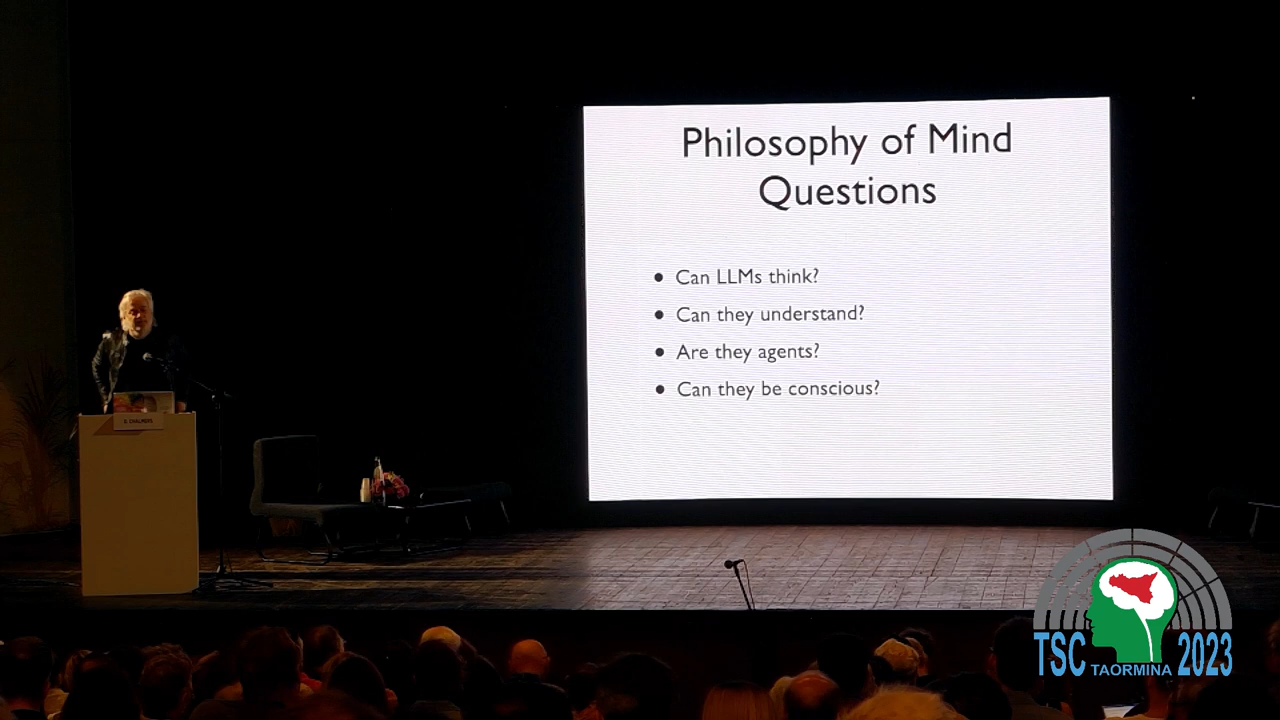 Philosophy of Mind
Questions
• Can LLMs think?
• Can they understand?
• Are they agents?
• Can they be conscious?
D. CHALMERS
TSC TAORMINA 2023